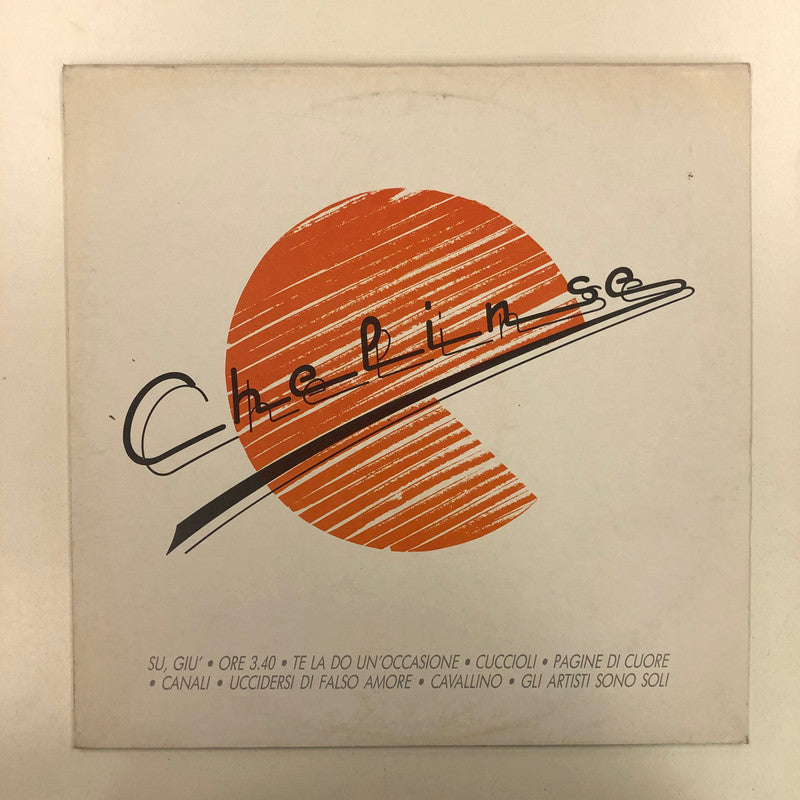 Chelinse
SU, GIU' • ORE 3.40 • TE LA DO UN'OCCASIONE • CUCCIOLI • PAGINE DI CUORE
• CANALI • UCCIDERSI DI FALSO AMORE • CAVALLINO • GLI ARTISTI SONO SOLI